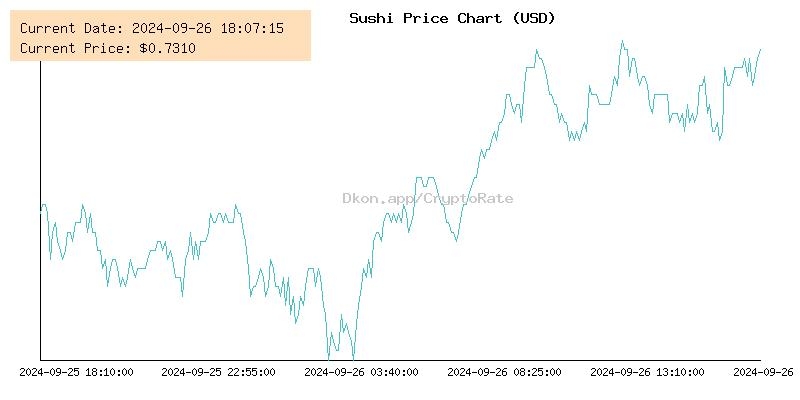 Sushi Price Chart (USD)
Current Date: 2024-09-26 18:07:15
Current Price: $0.7310
Dkon.app/CryptoRate
2024-09-25 18:10:00 2024-09-25 22:55:00 2024-09-26 03:40:00 2024-09-26 08:25:00 2024-09-26 13:10:00 2024-09-26